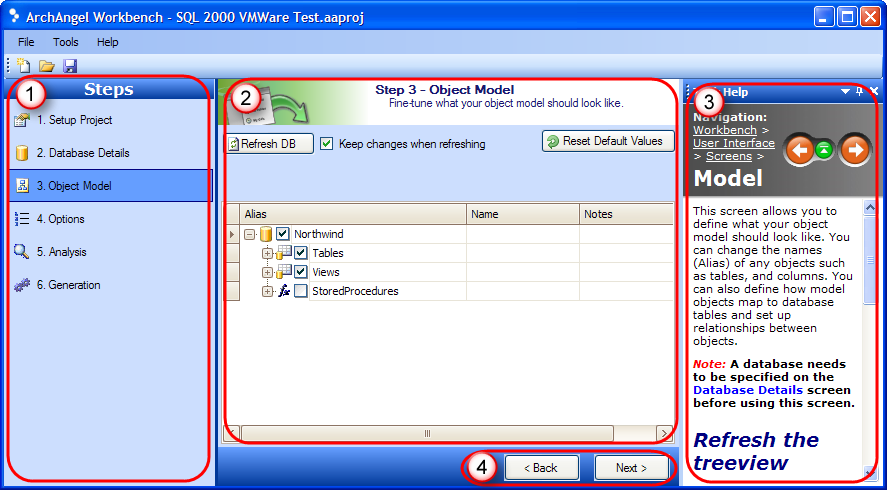 ArchAngel Workbench - SQL 2000 VMWare Test.aaproj
File Tools Help
1
Steps
1. Setup Project
2. Database Details
3. Object Model
4. Options
5. Analysis
6. Generation
2
Step 3 - Object Model
Fine-tune what your object model should look like.
Refresh DB
Keep changes when refreshing
Reset Default Values
Alias Name Notes
Northwind
Tables
Views
StoredProcedures
4
< Back
Next >
3
Help
Navigation:
Workbench >
User Interface
> Screens >
Model
This screen allows you to
define what your object
model should look like. You
can change the names
(Alias) of any objects such
as tables, and columns. You
can also define how model
objects map to database
tables and set up
relationships between
objects.
Note: A database needs
to be specified on the
Database Details screen
before using this screen.
Refresh the
treeview